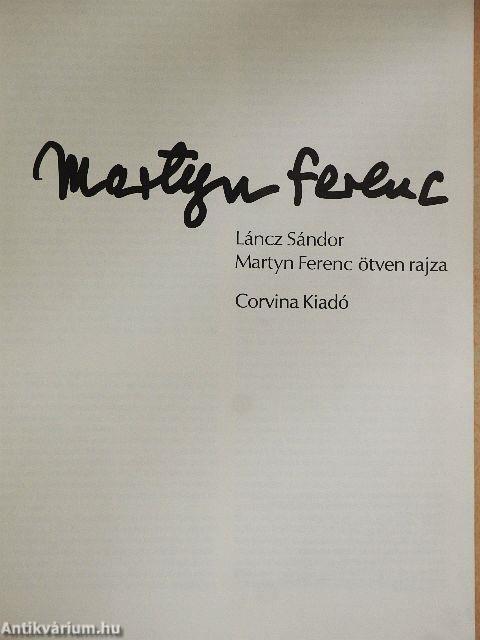 Martyn Ferenc
Láncz Sándor
Martyn Ferenc ötven rajza
Corvina Kiadó
Antikvárium.hu